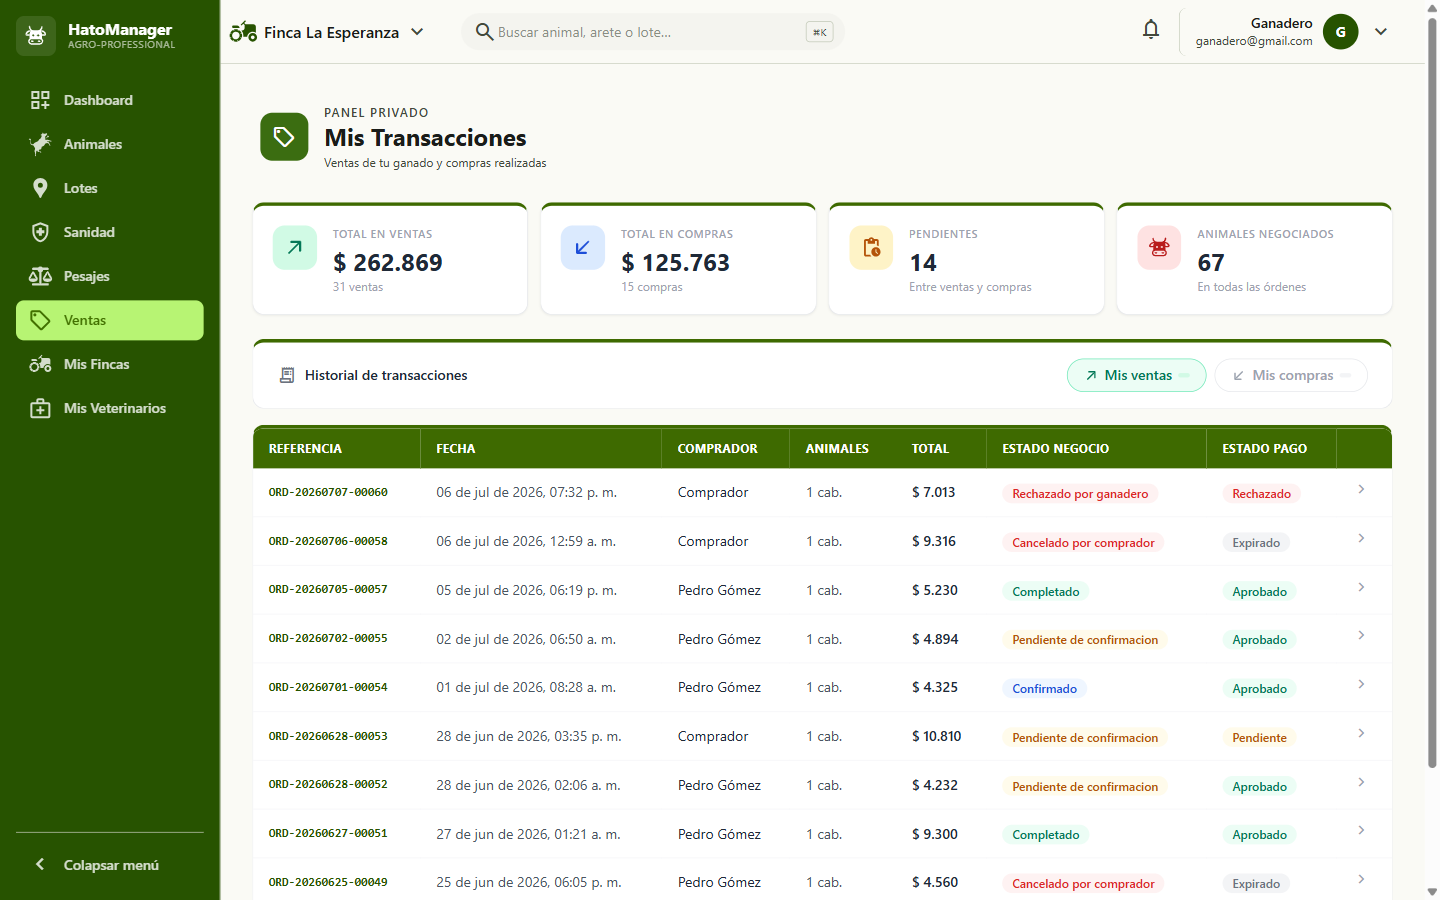 HatoManager
AGRO-PROFESSIONAL
Dashboard
Animales
Lotes
Sanidad
Pesajes
Ventas
Mis Fincas
Mis Veterinarios
Colapsar menú
Finca La Esperanza
Buscar animal, arete o lote...
⌘K
Ganadero
ganadero@gmail.com
G
PANEL PRIVADO
Mis Transacciones
Ventas de tu ganado y compras realizadas
TOTAL EN VENTAS
$ 262.869
31 ventas
TOTAL EN COMPRAS
$ 125.763
15 compras
PENDIENTES
14
Entre ventas y compras
ANIMALES NEGOCIADOS
67
En todas las órdenes
Historial de transacciones
Mis ventas
Mis compras
REFERENCIA FECHA COMPRADOR ANIMALES TOTAL ESTADO NEGOCIO ESTADO PAGO
ORD-20260707-00060 06 de jul de 2026, 07:32 p. m. Comprador 1 cab. $ 7.013 Rechazado por ganadero Rechazado
ORD-20260706-00058 06 de jul de 2026, 12:59 a. m. Comprador 1 cab. $ 9.316 Cancelado por comprador Expirado
ORD-20260705-00057 05 de jul de 2026, 06:19 p. m. Pedro Gómez 1 cab. $ 5.230 Completado Aprobado
ORD-20260702-00055 02 de jul de 2026, 06:50 a. m. Pedro Gómez 1 cab. $ 4.894 Pendiente de confirmacion Aprobado
ORD-20260701-00054 01 de jul de 2026, 08:28 a. m. Pedro Gómez 1 cab. $ 4.325 Confirmado Aprobado
ORD-20260628-00053 28 de jun de 2026, 03:35 p. m. Comprador 1 cab. $ 10.810 Pendiente de confirmacion Pendiente
ORD-20260628-00052 28 de jun de 2026, 02:06 a. m. Pedro Gómez 1 cab. $ 4.232 Pendiente de confirmacion Aprobado
ORD-20260627-00051 27 de jun de 2026, 01:21 a. m. Pedro Gómez 1 cab. $ 9.300 Completado Aprobado
ORD-20260625-00049 25 de jun de 2026, 06:05 p. m. Pedro Gómez 1 cab. $ 4.560 Cancelado por comprador Expirado